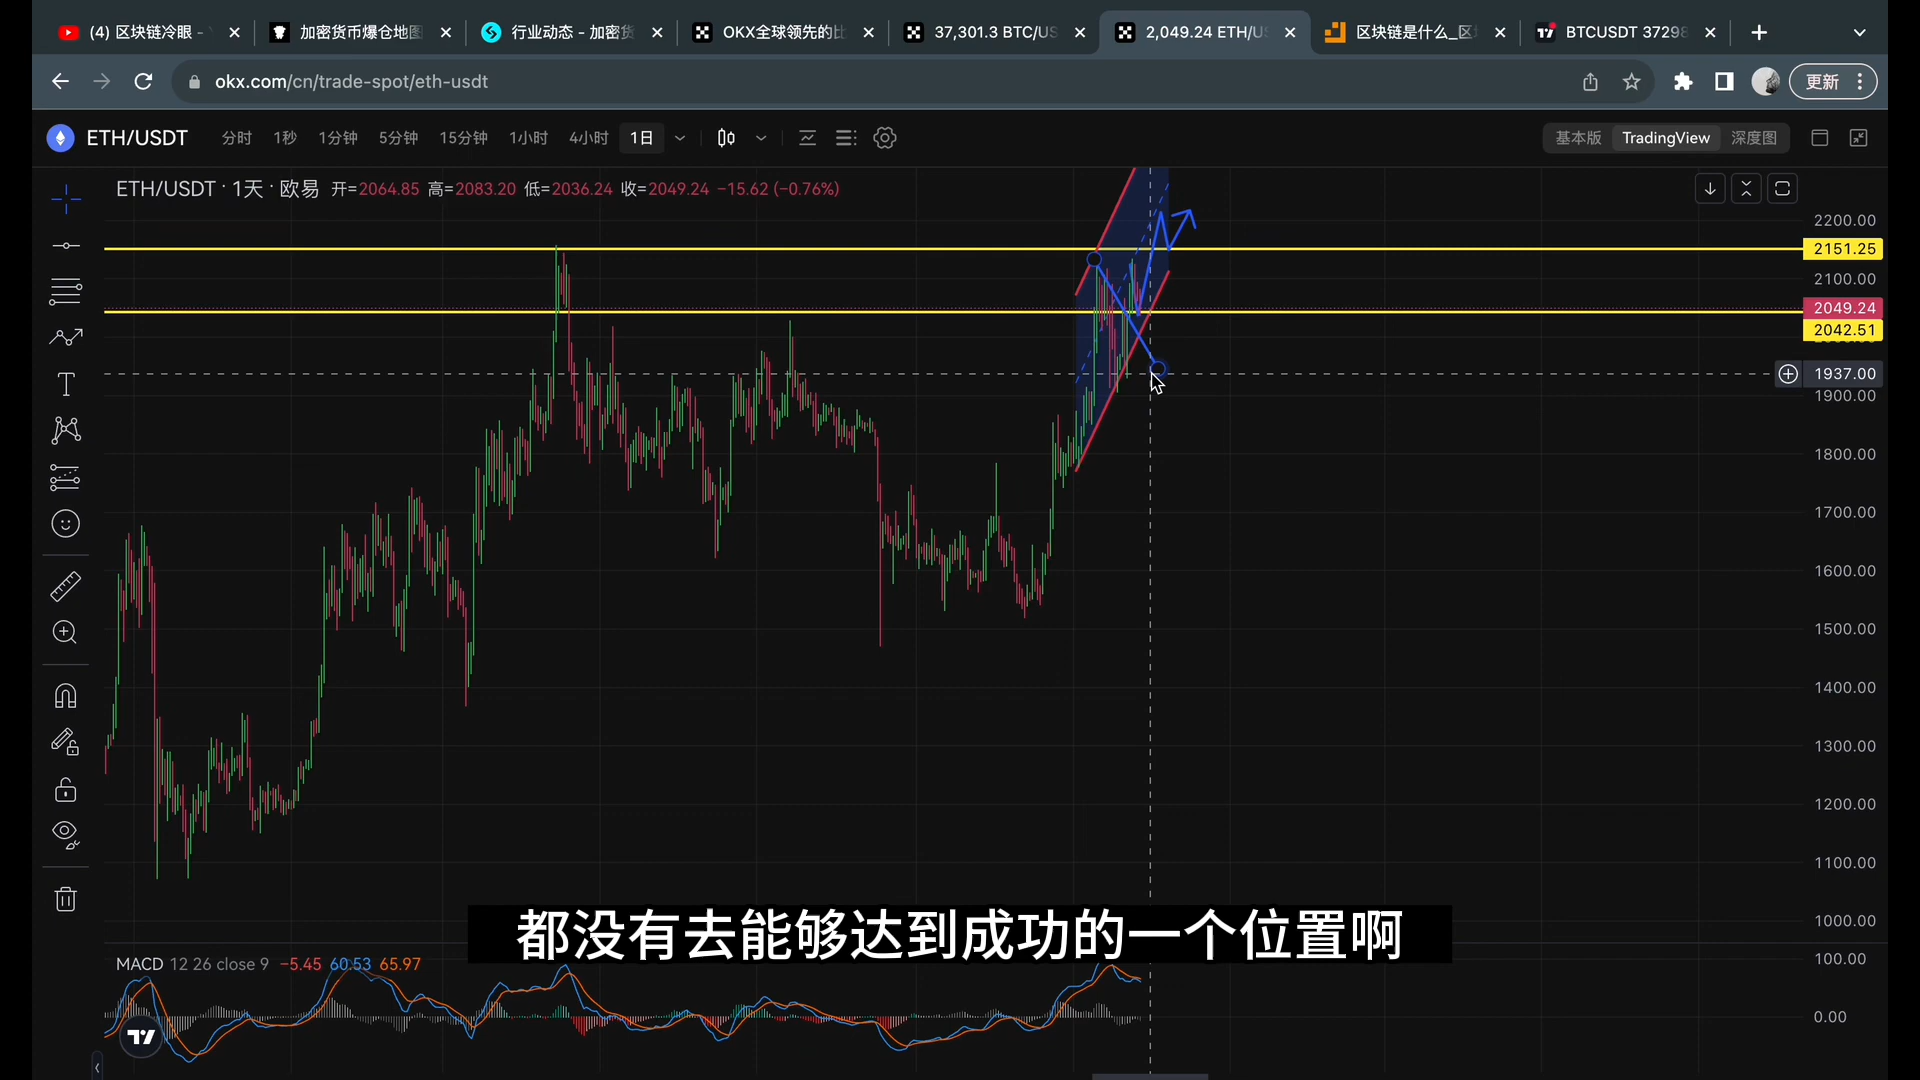 (4) 区块链冷眼 -
加密货币爆仓地图
行业动态 - 加密货
OKX全球领先的比
37,301.3 BTC/US
2,049.24 ETH/U
区块链是什么_区
BTCUSDT 37298
okx.com/cn/trade-spot/eth-usdt
更新
ETH/USDT 分时 1秒 1分钟 5分钟 15分钟 1小时 4小时 1日
基本版 TradingView 深度图
ETH/USDT · 1天 · 欧易 开=2064.85 高=2083.20 低=2036.24 收=2049.24 −15.62 (−0.76%)
2200.00
2151.25
2100.00
2049.24
2042.51
1937.00
1900.00
1800.00
1700.00
1600.00
1500.00
1400.00
1300.00
1200.00
1100.00
1000.00
都没有去能够达到成功的一个位置啊
MACD 12 26 close 9 −5.45 60.53 65.97
100.00
0.00